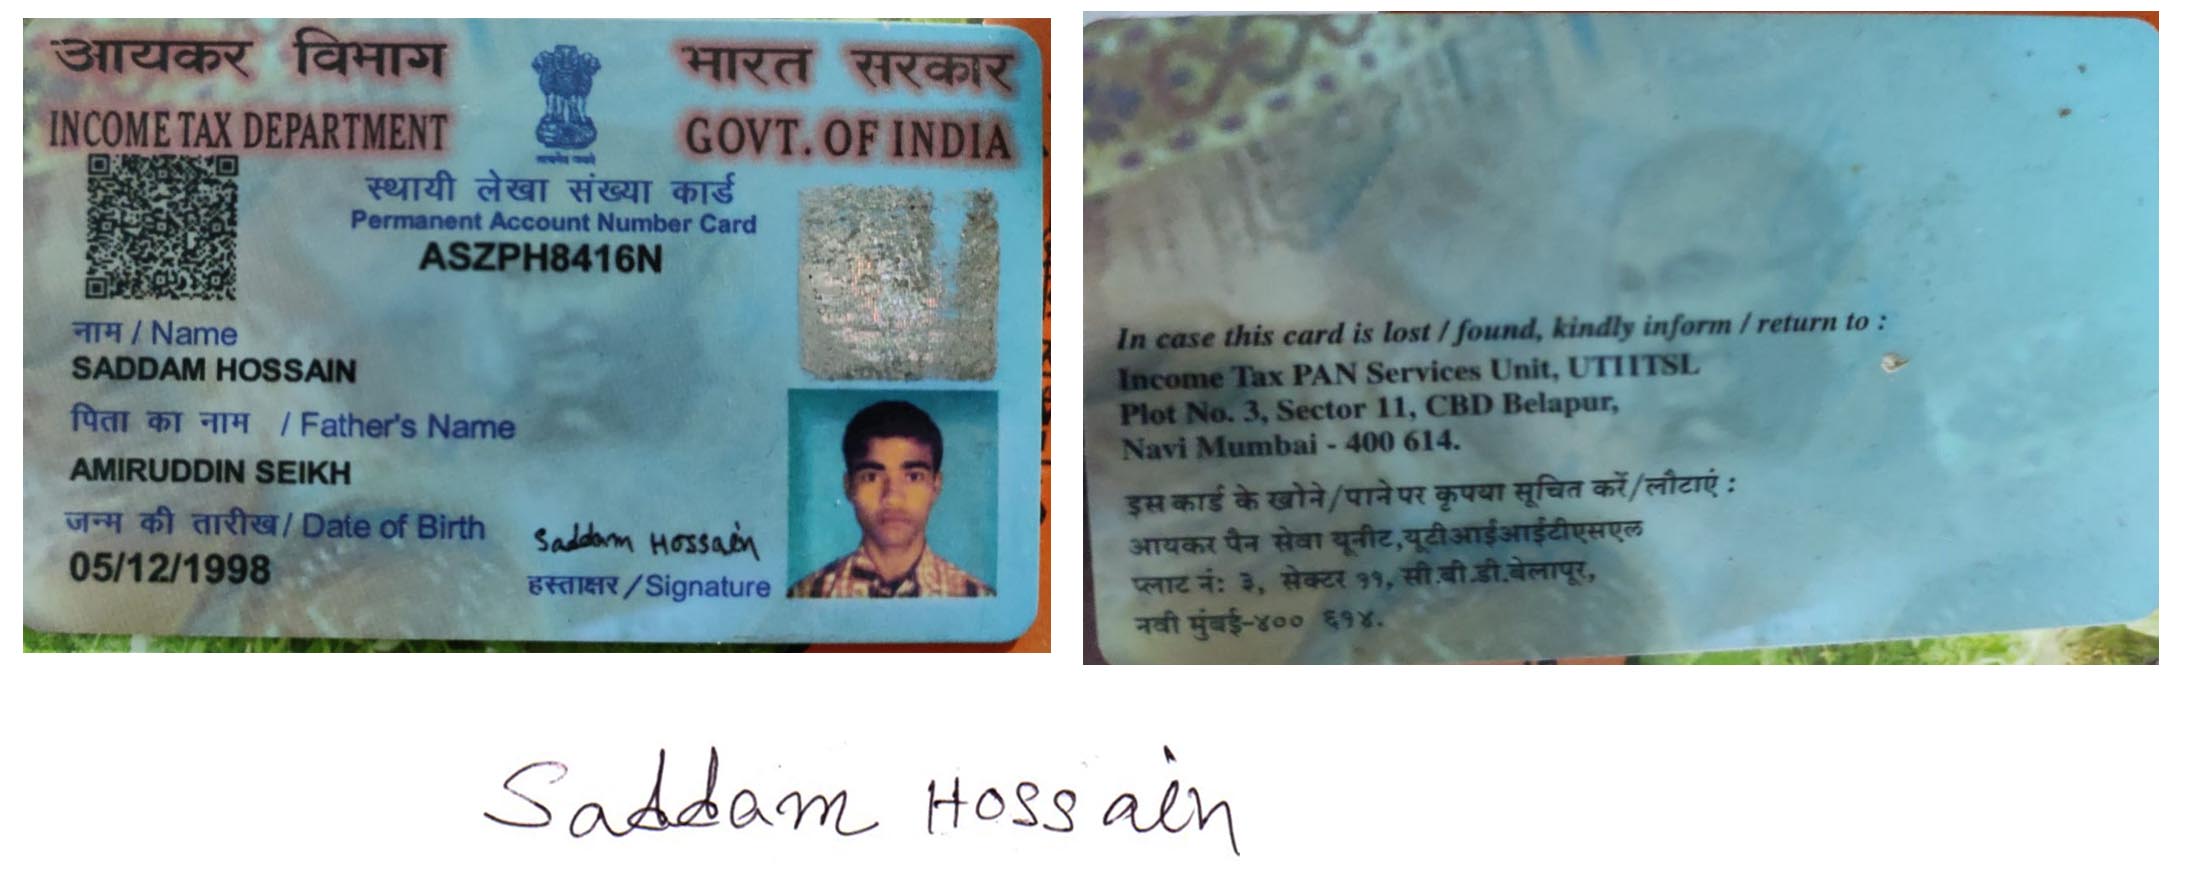 आयकर विभाग
INCOME TAX DEPARTMENT
भारत सरकार
GOVT. OF INDIA
सत्यमेव जयते
स्थायी लेखा संख्या कार्ड
Permanent Account Number Card
ASZPH8416N
नाम / Name
SADDAM HOSSAIN
पिता का नाम / Father's Name
AMIRUDDIN SEIKH
जन्म की तारीख / Date of Birth
05/12/1998
Saddam Hossain
हस्ताक्षर / Signature
In case this card is lost / found, kindly inform / return to :
Income Tax PAN Services Unit, UTIITSL
Plot No. 3, Sector 11, CBD Belapur,
Navi Mumbai - 400 614.
इस कार्ड के खोने/पाने पर कृपया सूचित करें/लौटाएं :
आयकर पैन सेवा यूनीट,यूटीआईआईटीएसएल
प्लाट नं: ३, सेक्टर ११, सी.बी.डी.बेलापूर,
नवी मुंबई-४०० ६१४.
Saddam Hossain